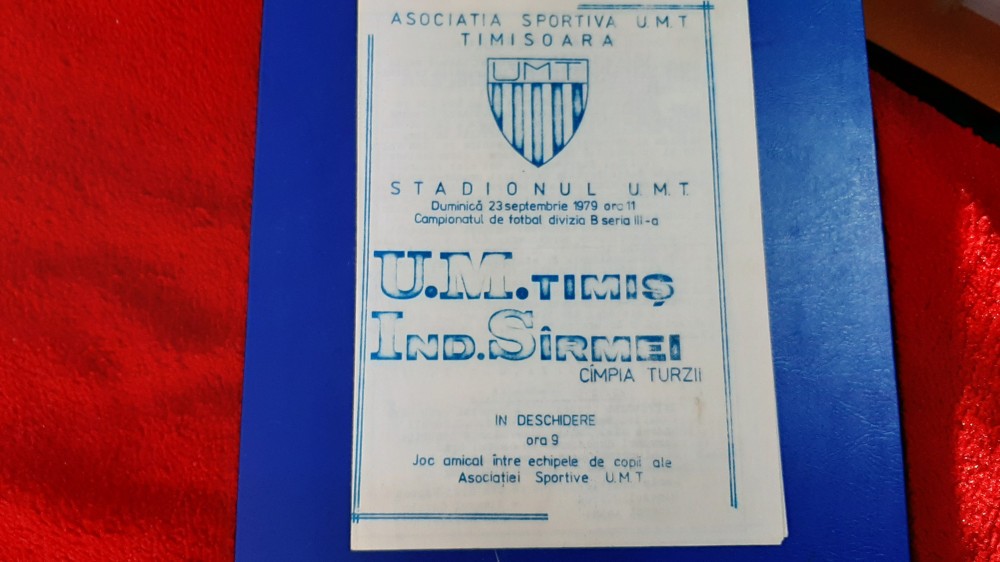 ASOCIATIA SPORTIVA U.M.T
TIMISOARA
UMT
STADIONUL U.M.T.
Duminică 23 septembrie 1979 ora 11
Campionatul de fotbal divizia B seria III-a
U.M.TIMIȘ
IND.SÎRMEI
CÎMPIA TURZII
IN DESCHIDERE
ora 9
Joc amical între echipele de copii ale
Asociației Sportive U.M.T